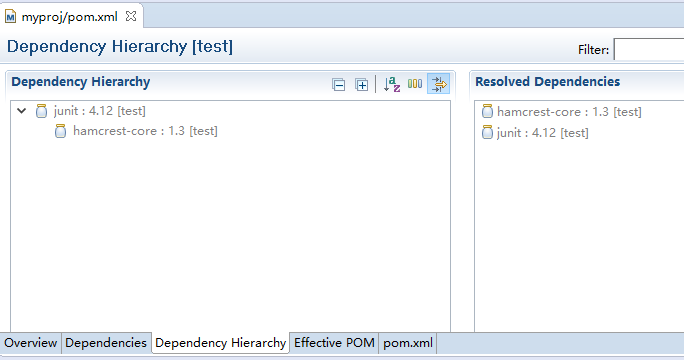 myproj/pom.xml
Dependency Hierarchy [test]
Filter:
Dependency Hierarchy
junit : 4.12 [test]
hamcrest-core : 1.3 [test]
Resolved Dependencies
hamcrest-core : 1.3 [test]
junit : 4.12 [test]
Overview Dependencies Dependency Hierarchy Effective POM pom.xml